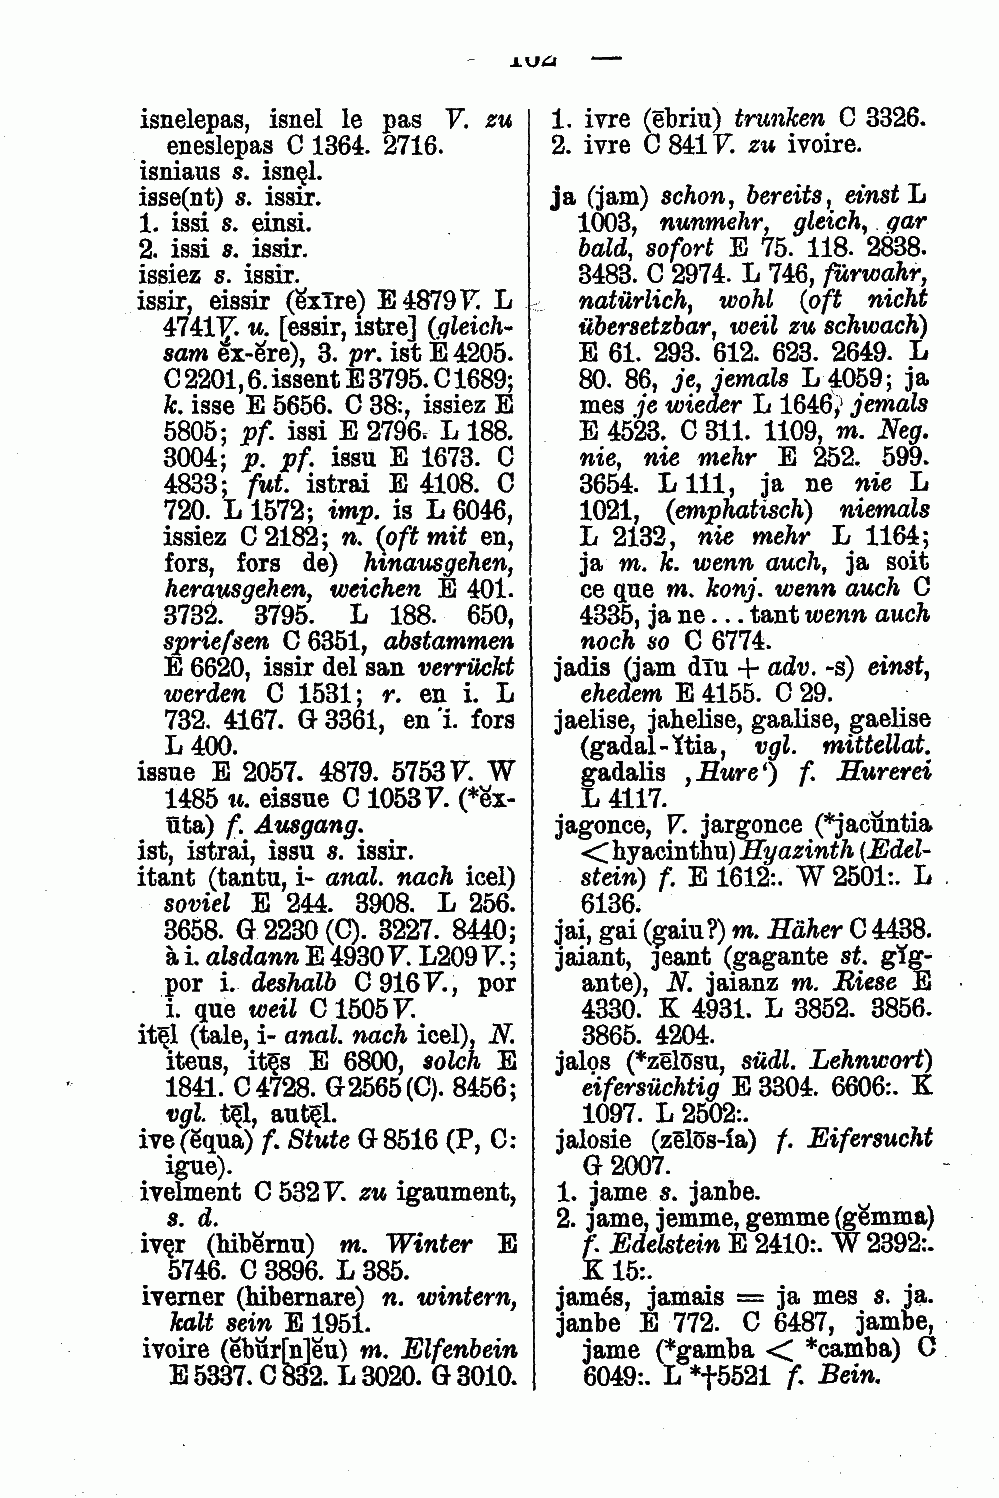 isnelepas, isnel le pas V. zu
eneslepas C 1364. 2716.
isniaus s. isnęl.
isse(nt) s. issir.
1. issi s. einsi.
2. issi s. issir.
issiez s. issir.
issir, eissir (ĕxīre) E 4879 V. L
4741 V. u. [essir, istre] (gleich-
sam ĕx-ĕre), 3. pr. ist E 4205.
C 2201, 6. issent E 3795. C 1689;
k. isse E 5656. C 38:, issiez E
5805; pf. issi E 2796. L 188.
3004; p. pf. issu E 1673. C
4833; fut. istrai E 4108. C
720. L 1572; imp. is L 6046,
issiez C 2182; n. (oft mit en,
fors, fors de) hinausgehen,
herausgehen, weichen E 401.
3732. 3795. L 188. 650,
spriefsen C 6351, abstammen
E 6620, issir del san verrückt
werden C 1531; r. en i. L
732. 4167. G 3361, en i. fors
L 400.
issue E 2057. 4879. 5753 V. W
1485 u. eissue C 1053 V. (*ĕx-
ūta) f. Ausgang.
ist, istrai, issu s. issir.
itant (tantu, i- anal. nach icel)
soviel E 244. 3908. L 256.
3658. G 2230 (C). 3227. 8440;
à i. alsdann E 4930 V. L 209 V.;
por i. deshalb C 916 V., por
i. que weil C 1505 V.
itę̄l (tale, i- anal. nach icel), N.
iteus, itę̄s E 6800, solch E
1841. C 4728. G 2565 (C). 8456;
vgl. tę̄l, autę̄l.
ive (ĕqua) f. Stute G 8516 (P, C:
igue).
ivelment C 532 V. zu igaument,
s. d.
ivęr (hibĕrnu) m. Winter E
5746. C 3896. L 385.
iverner (hibernare) n. wintern,
kalt sein E 1951.
ivoire (ĕbŭr[n]ĕu) m. Elfenbein
E 5337. C 832. L 3020. G 3010.
1. ivre (ēbriu) trunken C 3326.
2. ivre C 841 V. zu ivoire.
ja (jam) schon, bereits, einst L
1003, nunmehr, gleich, gar
bald, sofort E 75. 118. 2838.
3483. C 2974. L 746, fürwahr,
natürlich, wohl (oft nicht
übersetzbar, weil zu schwach)
E 61. 293. 612. 623. 2649. L
80. 86, je, jemals L 4059; ja
mes je wieder L 1646, jemals
E 4523. C 311. 1109, m. Neg.
nie, nie mehr E 252. 599.
3654. L 111, ja ne nie L
1021, (emphatisch) niemals
L 2132, nie mehr L 1164;
ja m. k. wenn auch, ja soit
ce que m. konj. wenn auch C
4335, ja ne ... tant wenn auch
noch so C 6774.
jadis (jam dīu + adv. -s) einst,
ehedem E 4155. C 29.
jaelise, jahelise, gaalise, gaelise
(gadal-ĭtia, vgl. mittellat.
gadalis ‚Hure‘) f. Hurerei
L 4117.
jagonce, V. jargonce (*jacŭntia
< hyacinthu) Hyazinth (Edel-
stein) f. E 1612:. W 2501:. L
6136.
jai, gai (gaiu?) m. Häher C 4438.
jaiant, jeant (gagante st. gĭg-
ante), N. jaianz m. Riese E
4330. K 4931. L 3852. 3856.
3865. 4204.
jalọs (*zēlōsu, südl. Lehnwort)
eifersüchtig E 3304. 6606:. K
1097. L 2502:.
jalosie (zēlōs-ía) f. Eifersucht
G 2007.
1. jame s. janbe.
2. jame, jemme, gemme (gĕmma)
f. Edelstein E 2410:. W 2392:.
K 15:.
jamés, jamais = ja mes s. ja.
janbe E 772. C 6487, jambe,
jame (*gamba < *camba) C
6049:. L *†5521 f. Bein.